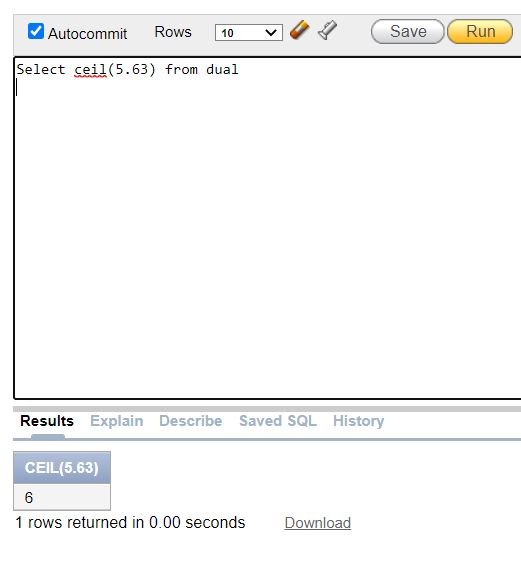 Autocommit Rows 10 Save Run
Select ceil(5.63) from dual
Results Explain Describe Saved SQL History
CEIL(5.63)
6
1 rows returned in 0.00 seconds Download